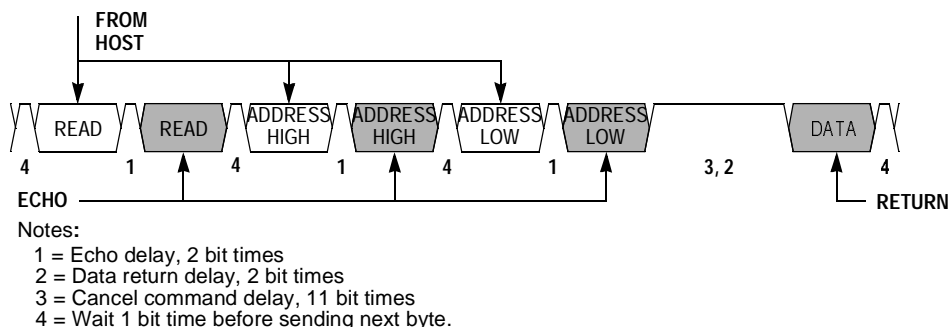 FROM
HOST
READ READ ADDRESS HIGH ADDRESS HIGH ADDRESS LOW ADDRESS LOW DATA
4 1 4 1 4 1 3, 2 4
ECHO RETURN
Notes:
1 = Echo delay, 2 bit times
2 = Data return delay, 2 bit times
3 = Cancel command delay, 11 bit times
4 = Wait 1 bit time before sending next byte.